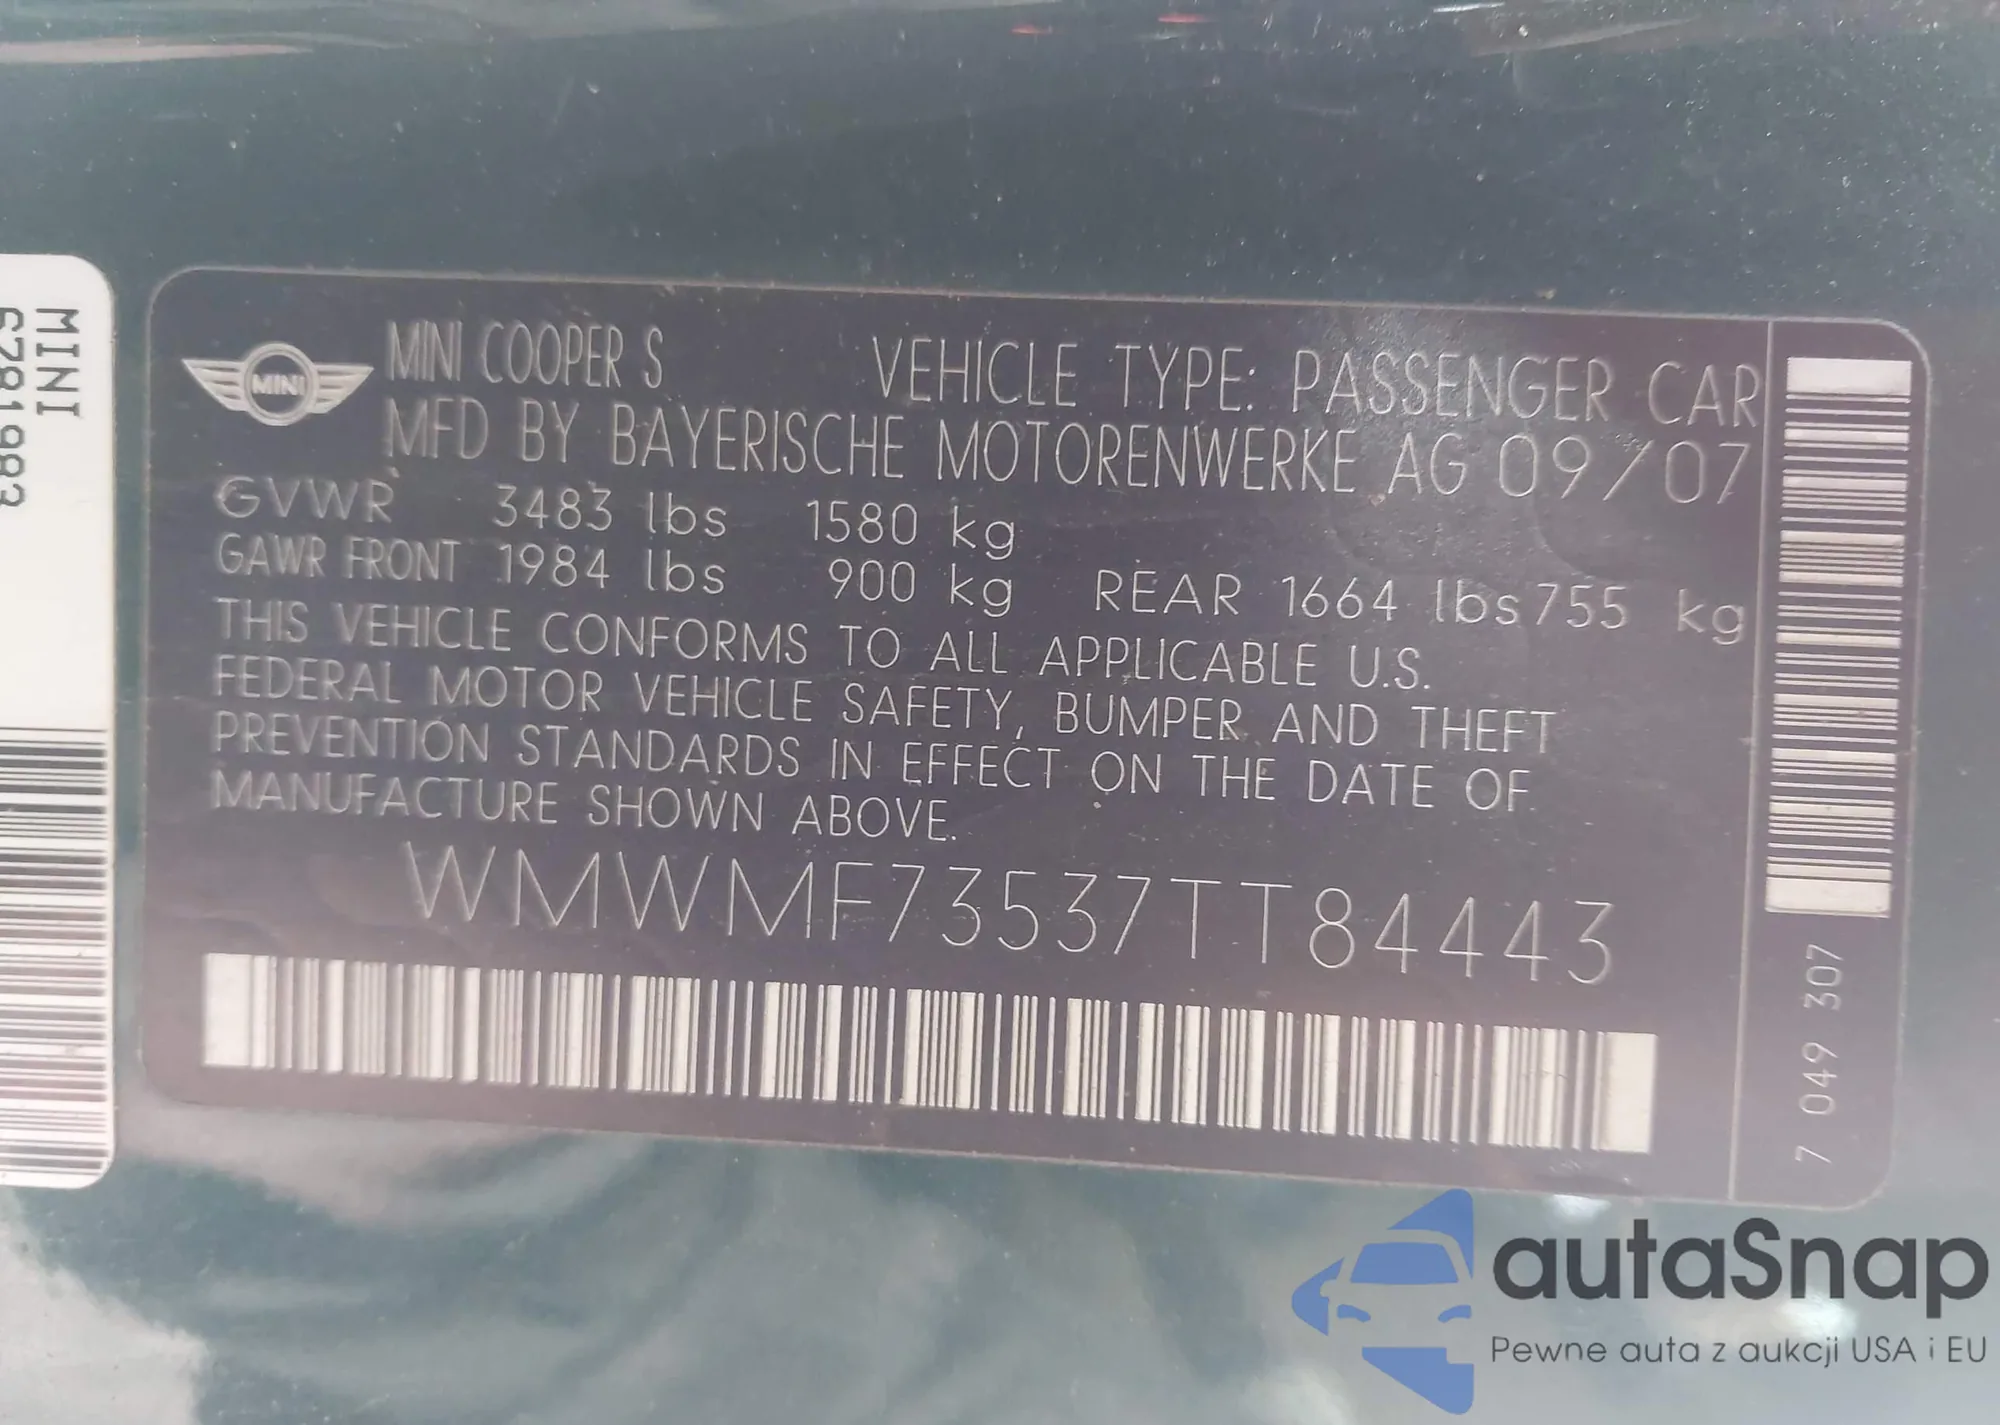 MINI
6781983
MINI
MINI COOPER S
VEHICLE TYPE: PASSENGER CAR
MFD BY BAYERISCHE MOTORENWERKE AG 09/07
GVWR 3483 lbs 1580 kg
GAWR FRONT 1984 lbs 900 kg REAR 1664 lbs 755 kg
THIS VEHICLE CONFORMS TO ALL APPLICABLE U.S.
FEDERAL MOTOR VEHICLE SAFETY, BUMPER AND THEFT
PREVENTION STANDARDS IN EFFECT ON THE DATE OF
MANUFACTURE SHOWN ABOVE.
WMWMF73537TT84443
7 049 307
autaSnap
Pewne auta z aukcji USA i EU